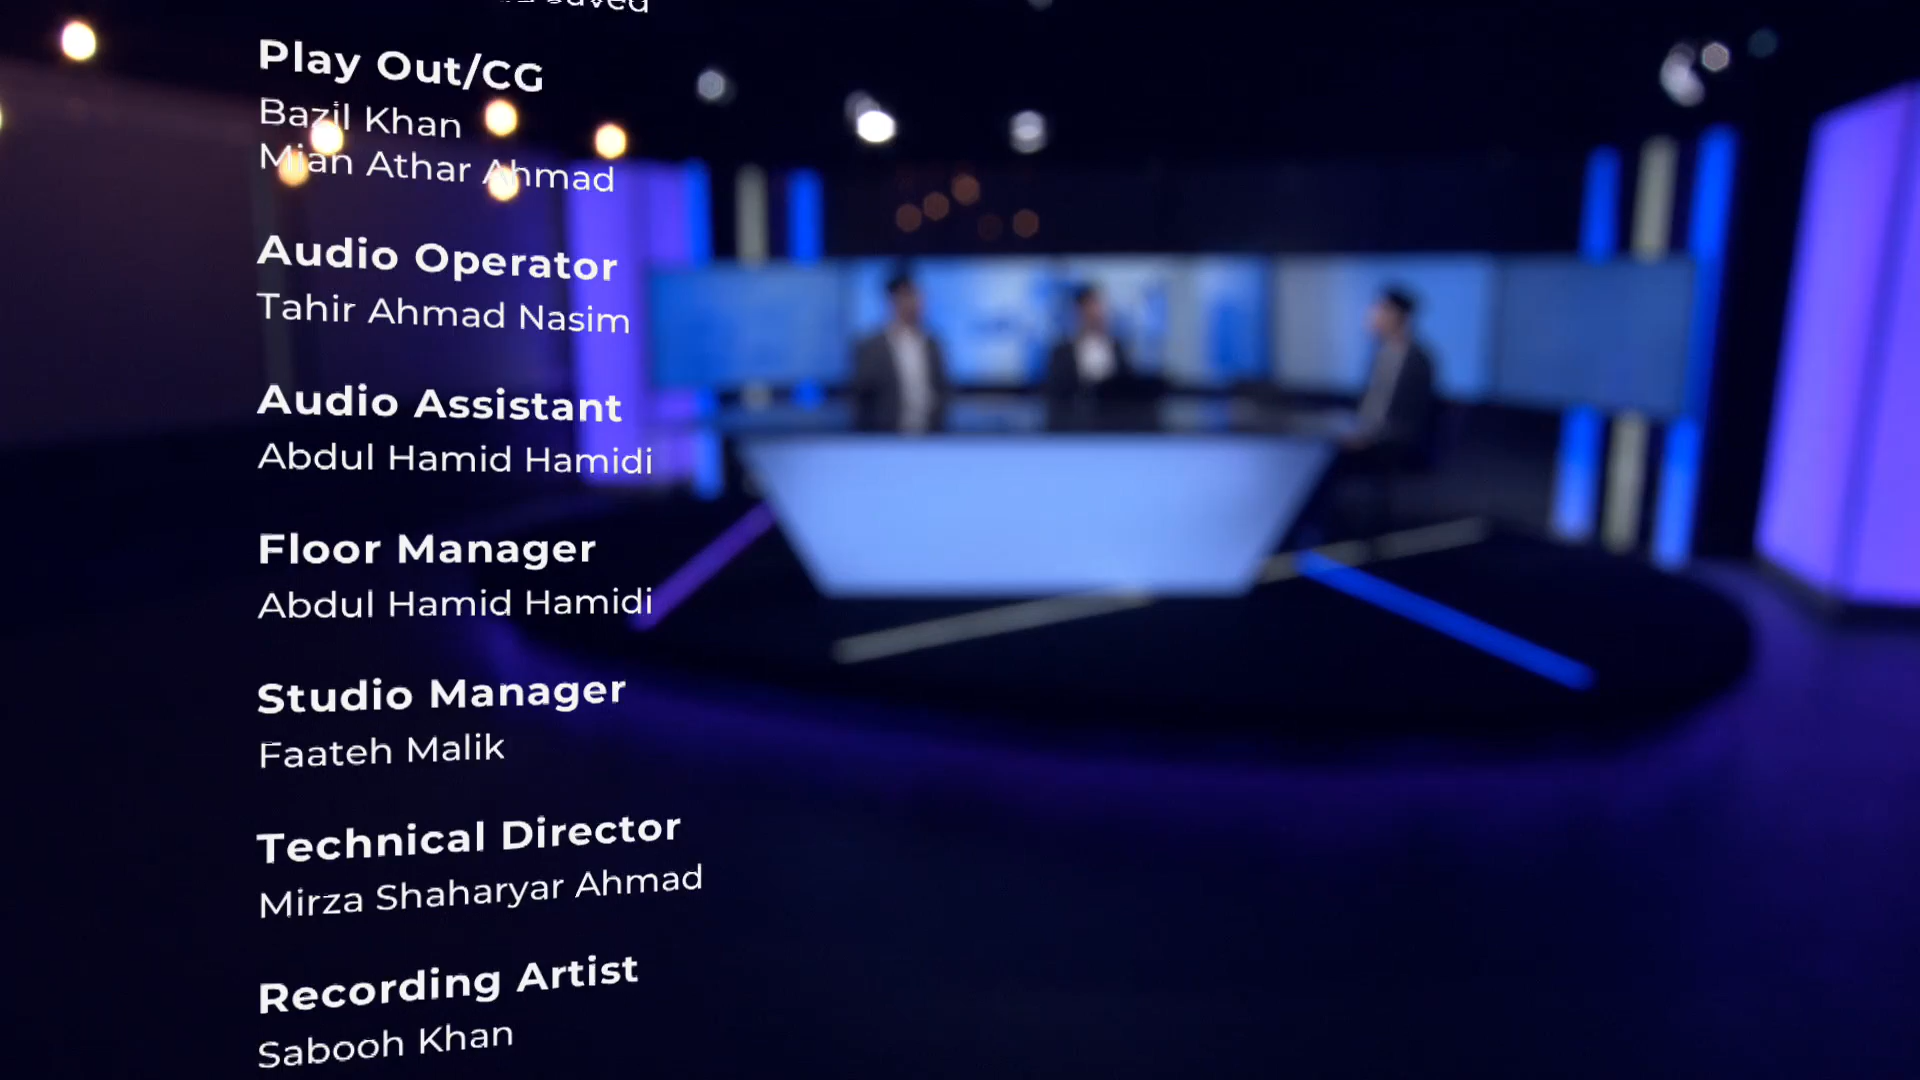 Play Out/CG
Bazil Khan
Mian Athar Ahmad
Audio Operator
Tahir Ahmad Nasim
Audio Assistant
Abdul Hamid Hamidi
Floor Manager
Abdul Hamid Hamidi
Studio Manager
Faateh Malik
Technical Director
Mirza Shaharyar Ahmad
Recording Artist
Sabooh Khan